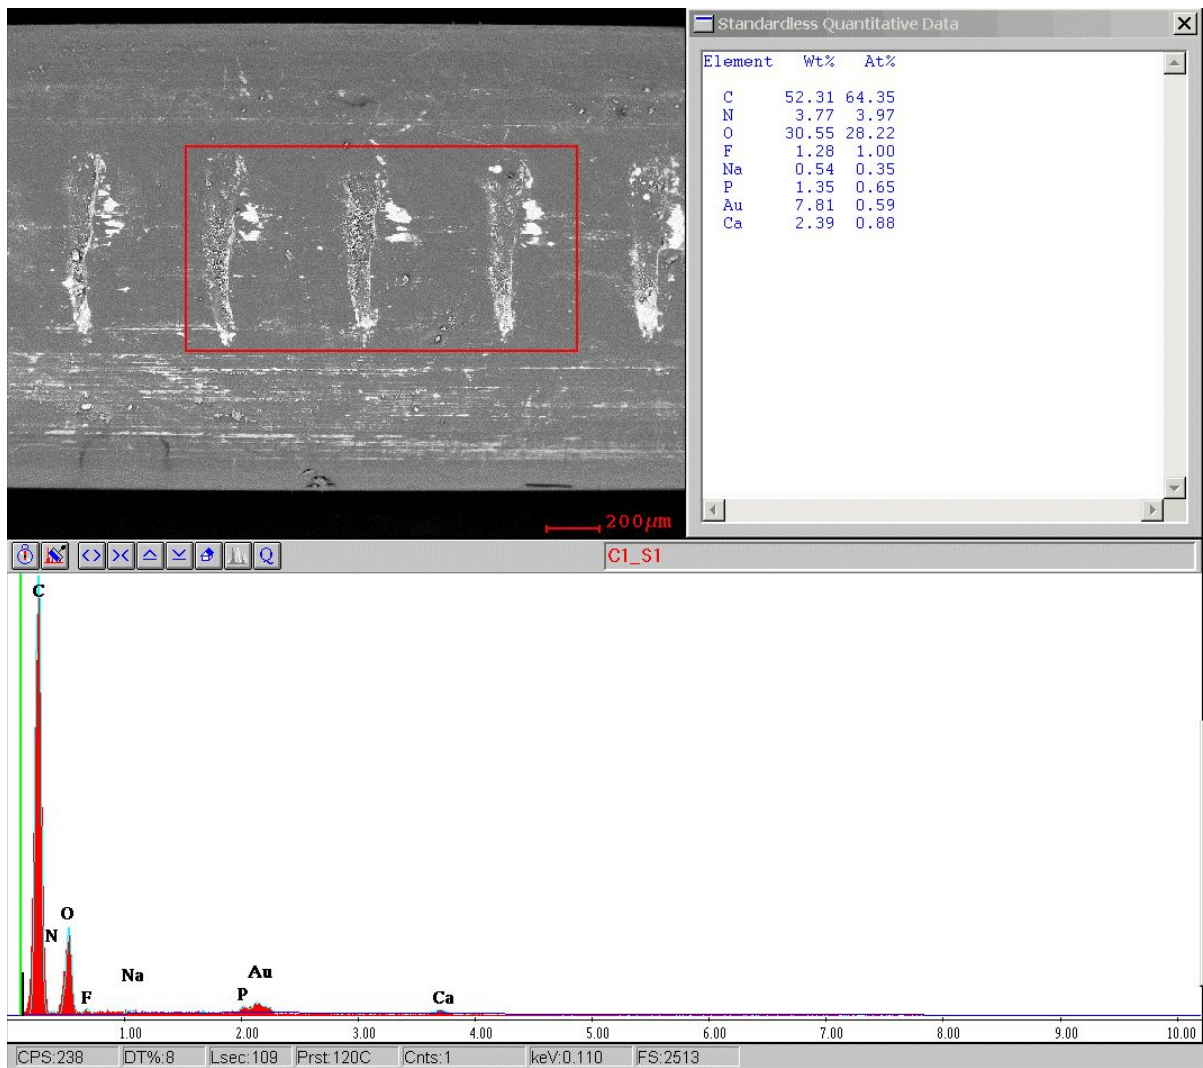 Standardless Quantitative Data
Element Wt% At%
C 52.31 64.35
N 3.77 3.97
O 30.55 28.22
F 1.28 1.00
Na 0.54 0.35
P 1.35 0.65
Au 7.81 0.59
Ca 2.39 0.88
200μm
Q
C1_S1
C
O
N
F
Na
P
Au
Ca
1.00 2.00 3.00 4.00 5.00 6.00 7.00 8.00 9.00 10.00
CPS:238 DT%:8 Lsec:109 Prst:120C Cnts:1 keV:0.110 FS:2513